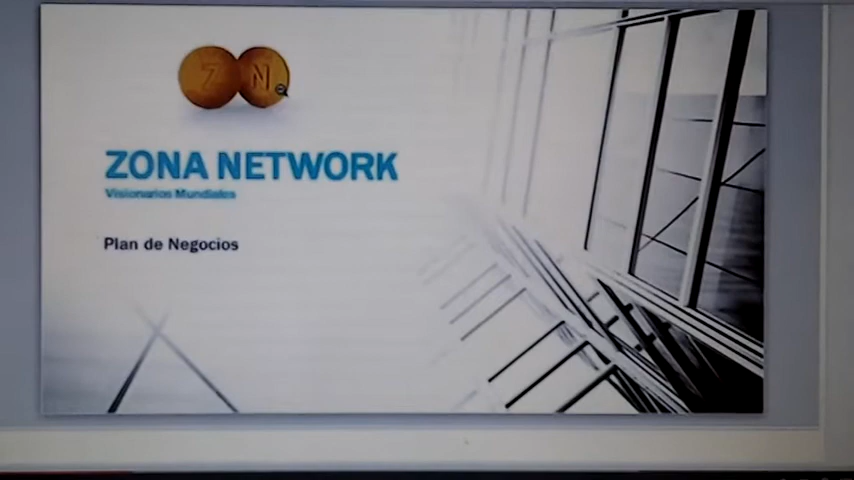 Z N
ZONA NETWORK
Visionarios Mundiales
Plan de Negocios